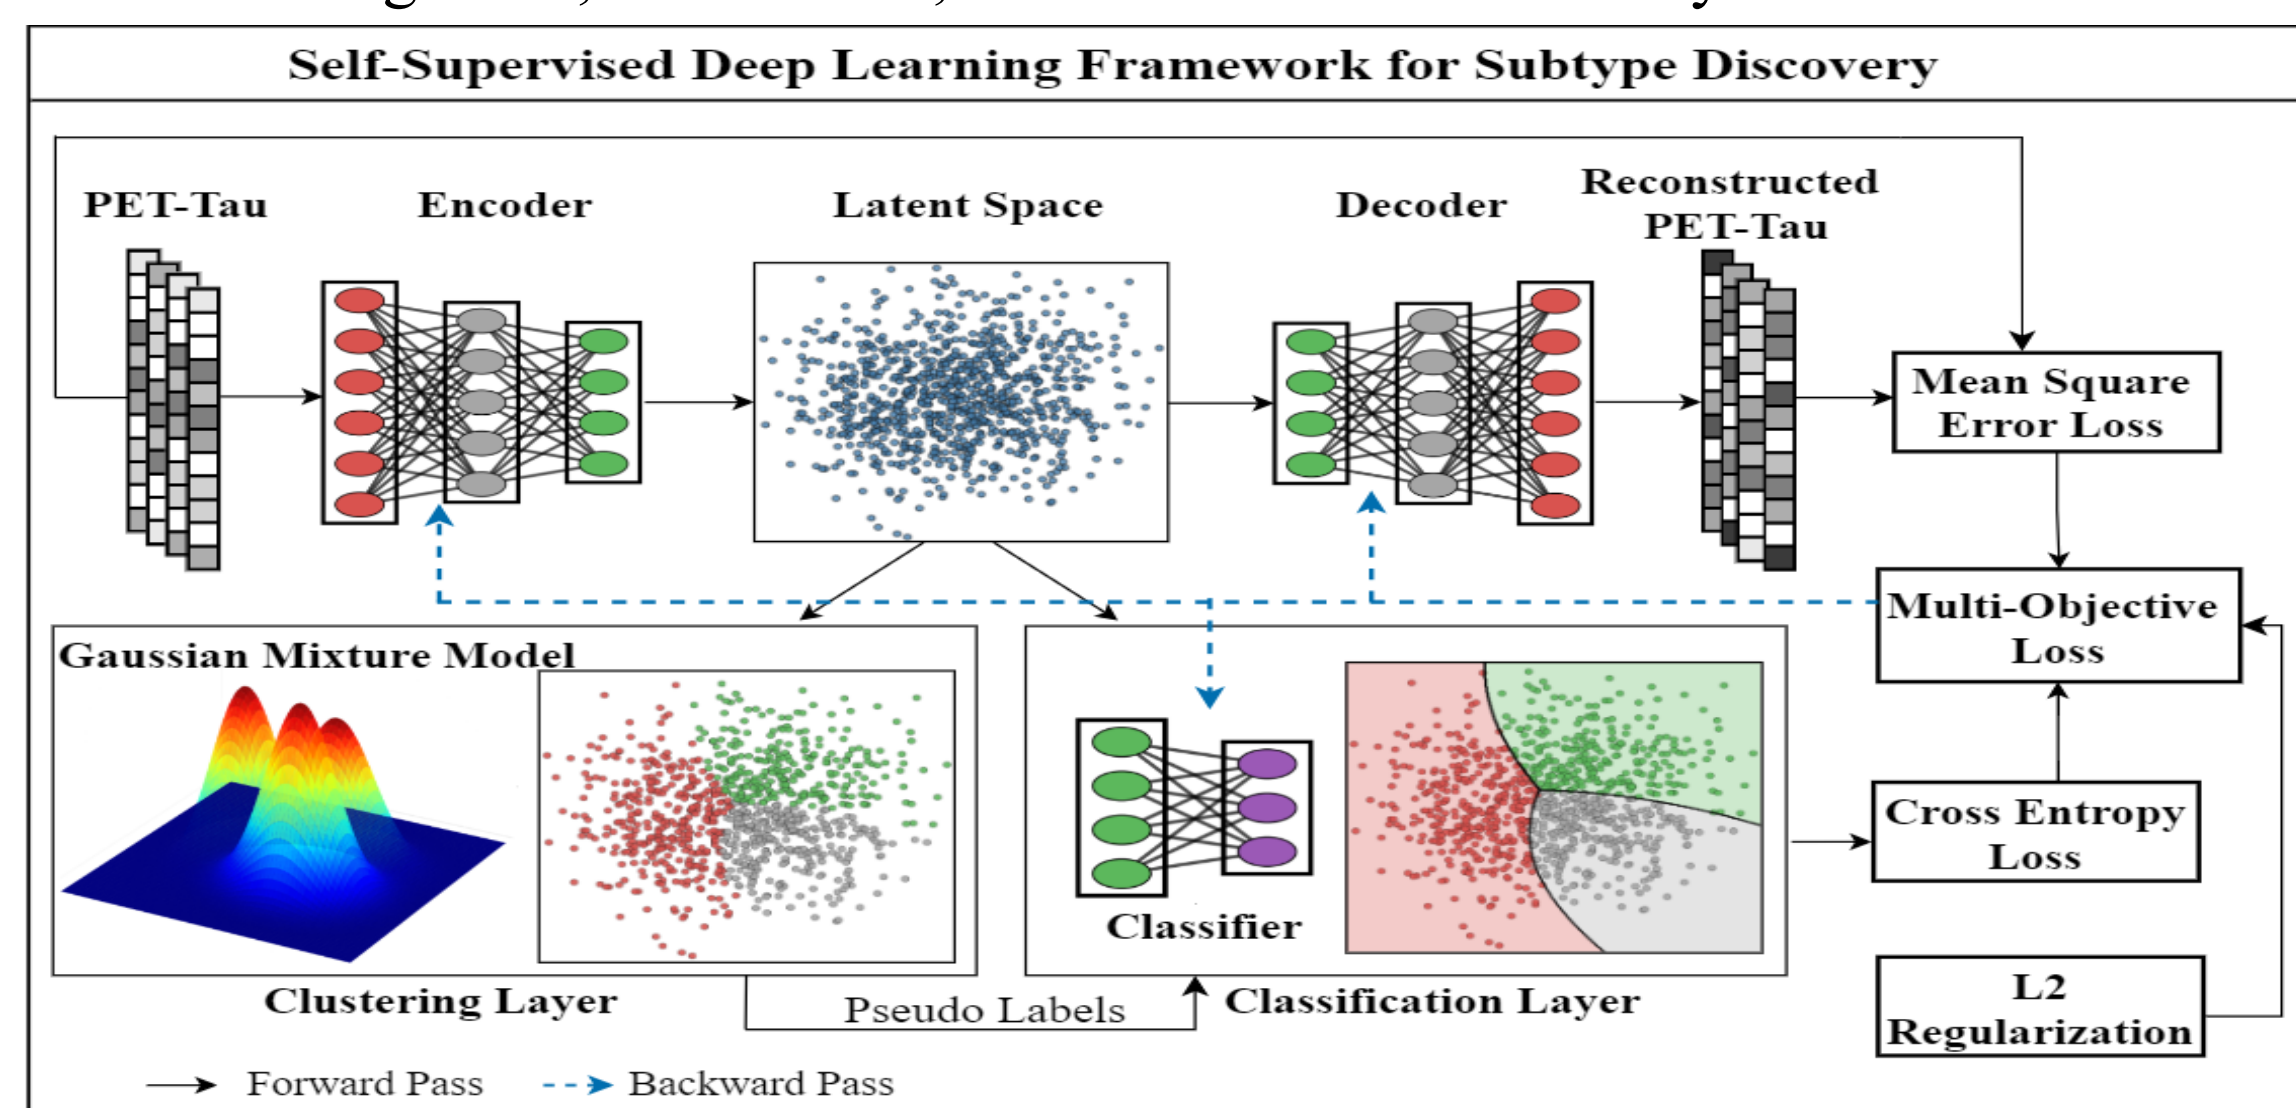 Self-Supervised Deep Learning Framework for Subtype Discovery
PET-Tau
Encoder
Latent Space
Decoder
Reconstructed
PET-Tau
Mean Square
Error Loss
Multi-Objective
Loss
Gaussian Mixture Model
Classifier
Cross Entropy
Loss
Clustering Layer
Pseudo Labels
Classification Layer
L2
Regularization
Forward Pass
Backward Pass